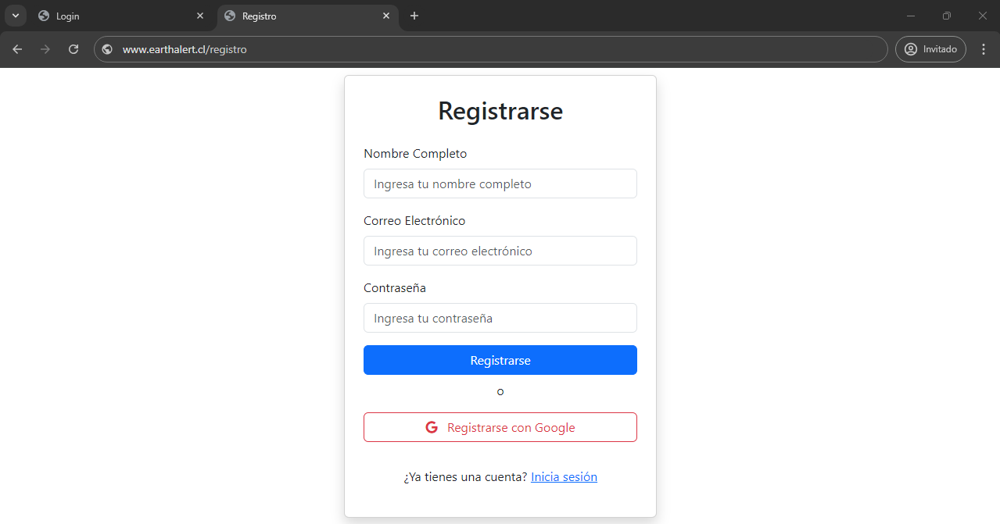 Login
Registro
www.earthalert.cl/registro
Invitado
Registrarse
Nombre Completo
Ingresa tu nombre completo
Correo Electrónico
Ingresa tu correo electrónico
Contraseña
Ingresa tu contraseña
Registrarse
o
Registrarse con Google
¿Ya tienes una cuenta? Inicia sesión